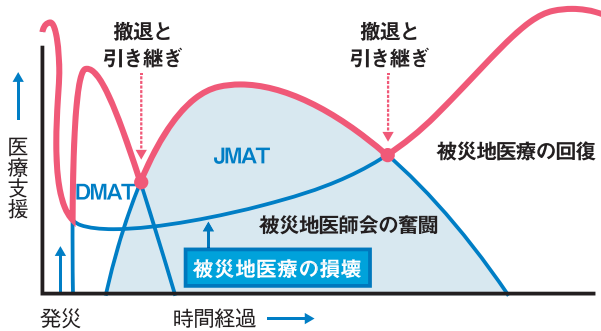 撤退と
引き継ぎ
撤退と
引き継ぎ
医療支援
JMAT
被災地医療の回復
DMAT
被災地医師会の奮闘
被災地医療の損壊
発災
時間経過